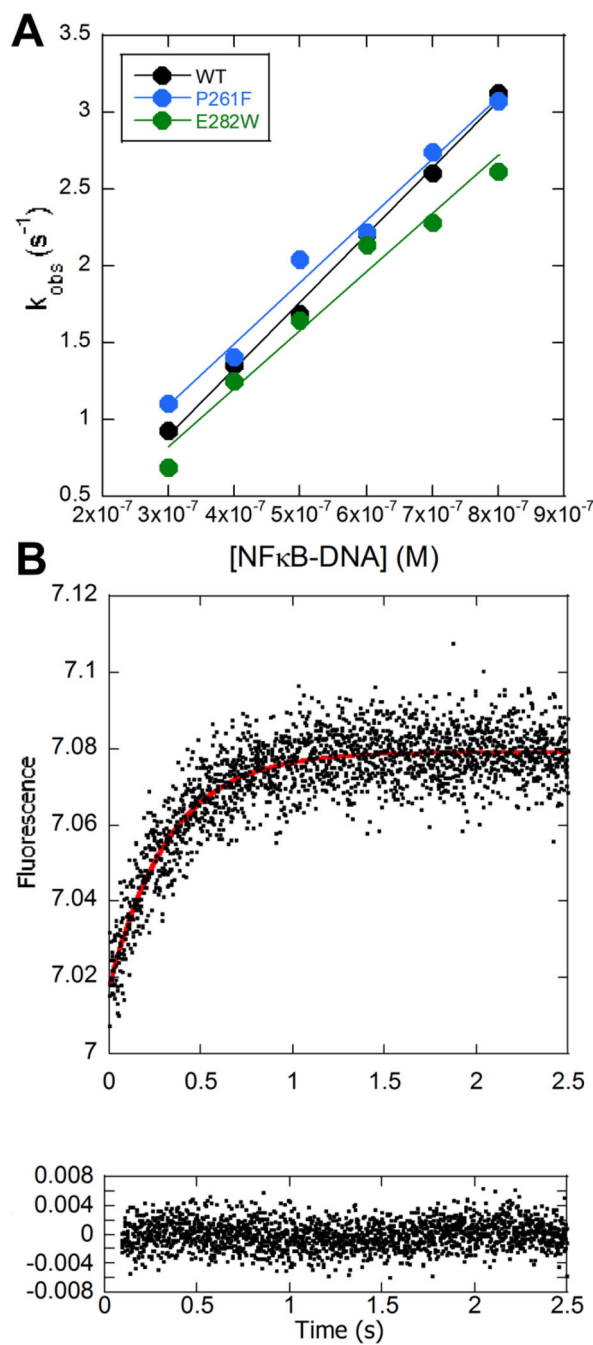 A
3.5
3
2.5
2
1.5
1
0.5
k_obs (s⁻¹)
WT
P261F
E282W
2x10⁻⁷ 3x10⁻⁷ 4x10⁻⁷ 5x10⁻⁷ 6x10⁻⁷ 7x10⁻⁷ 8x10⁻⁷ 9x10⁻⁷
[NFκB-DNA] (M)
B
7.12
7.1
7.08
7.06
7.04
7.02
7
Fluorescence
0 0.5 1 1.5 2 2.5
0.008
0.004
0
-0.004
-0.008
0 0.5 1 1.5 2 2.5
Time (s)